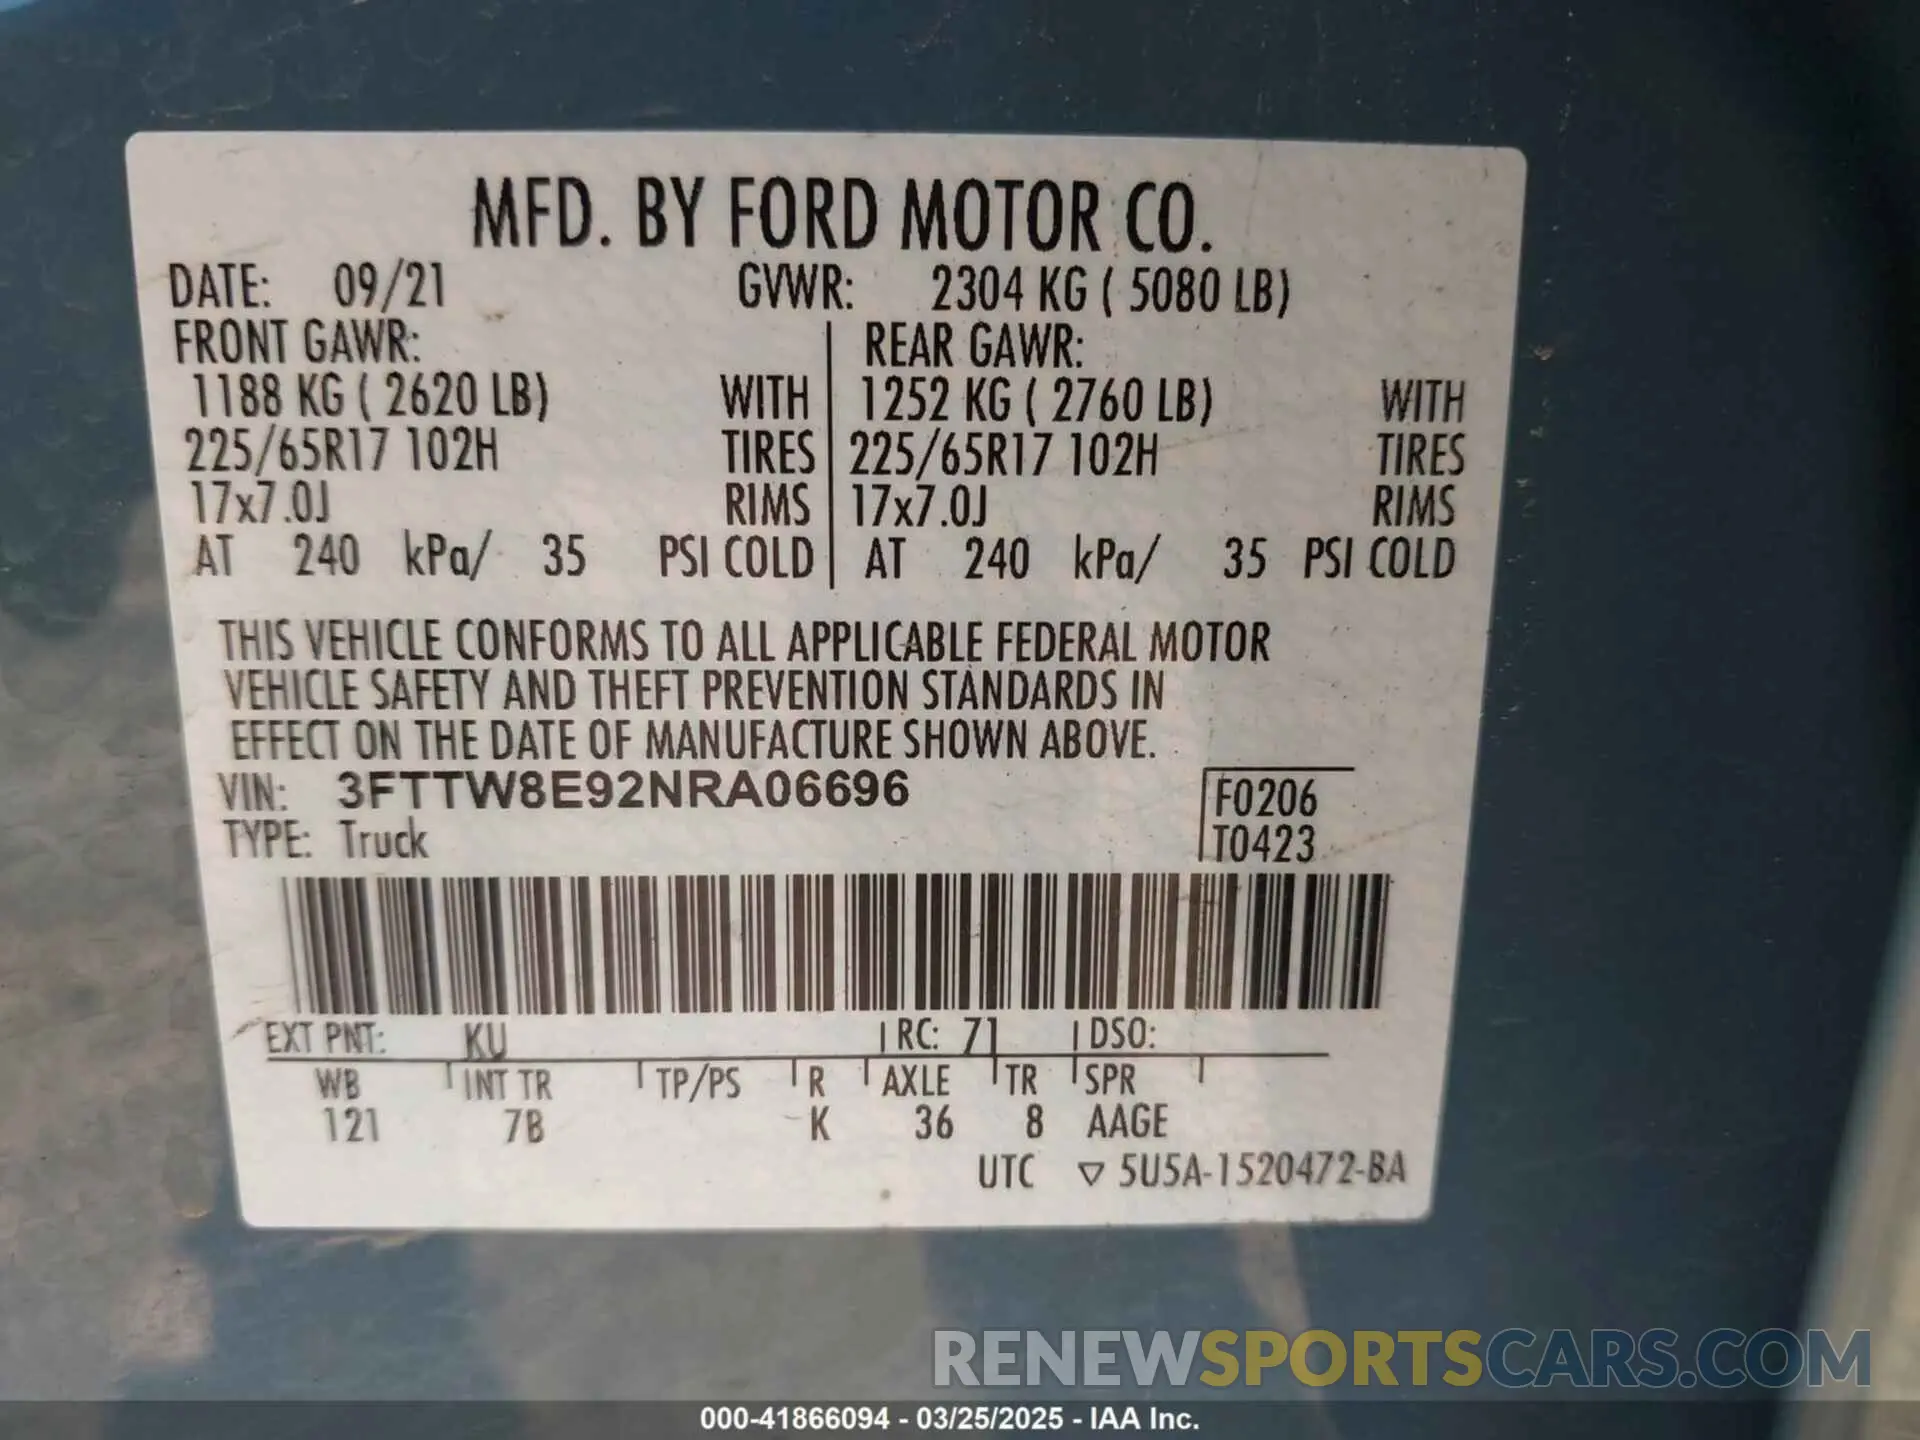 MFD. BY FORD MOTOR CO.
DATE: 09/21 GVWR: 2304 KG ( 5080 LB)
FRONT GAWR: REAR GAWR:
1188 KG ( 2620 LB) WITH 1252 KG ( 2760 LB) WITH
225/65R17 102H TIRES 225/65R17 102H TIRES
17x7.0J RIMS 17x7.0J RIMS
AT 240 kPa/ 35 PSI COLD AT 240 kPa/ 35 PSI COLD
THIS VEHICLE CONFORMS TO ALL APPLICABLE FEDERAL MOTOR
VEHICLE SAFETY AND THEFT PREVENTION STANDARDS IN
EFFECT ON THE DATE OF MANUFACTURE SHOWN ABOVE.
VIN: 3FTTW8E92NRA06696 F0206
TYPE: Truck T0423
EXT PNT: KU RC: 71 DSO:
WB INT TR TP/PS R AXLE TR SPR
121 7B K 36 8 AAGE
UTC ▽ 5U5A-1520472-BA
RENEWSPORTSCARS.COM
000-41866094 - 03/25/2025 - IAA Inc.